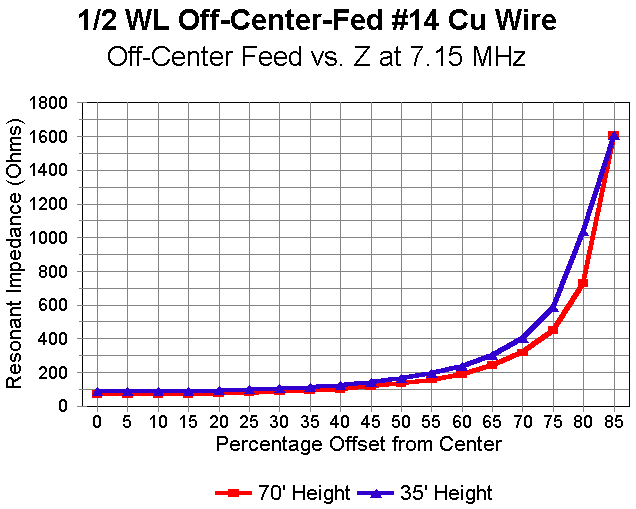 1/2 WL Off-Center-Fed #14 Cu Wire
Off-Center Feed vs. Z at 7.15 MHz
Resonant Impedance (Ohms)
1800
1600
1400
1200
1000
800
600
400
200
0
0 5 10 15 20 25 30 35 40 45 50 55 60 65 70 75 80 85
Percentage Offset from Center
70' Height 35' Height